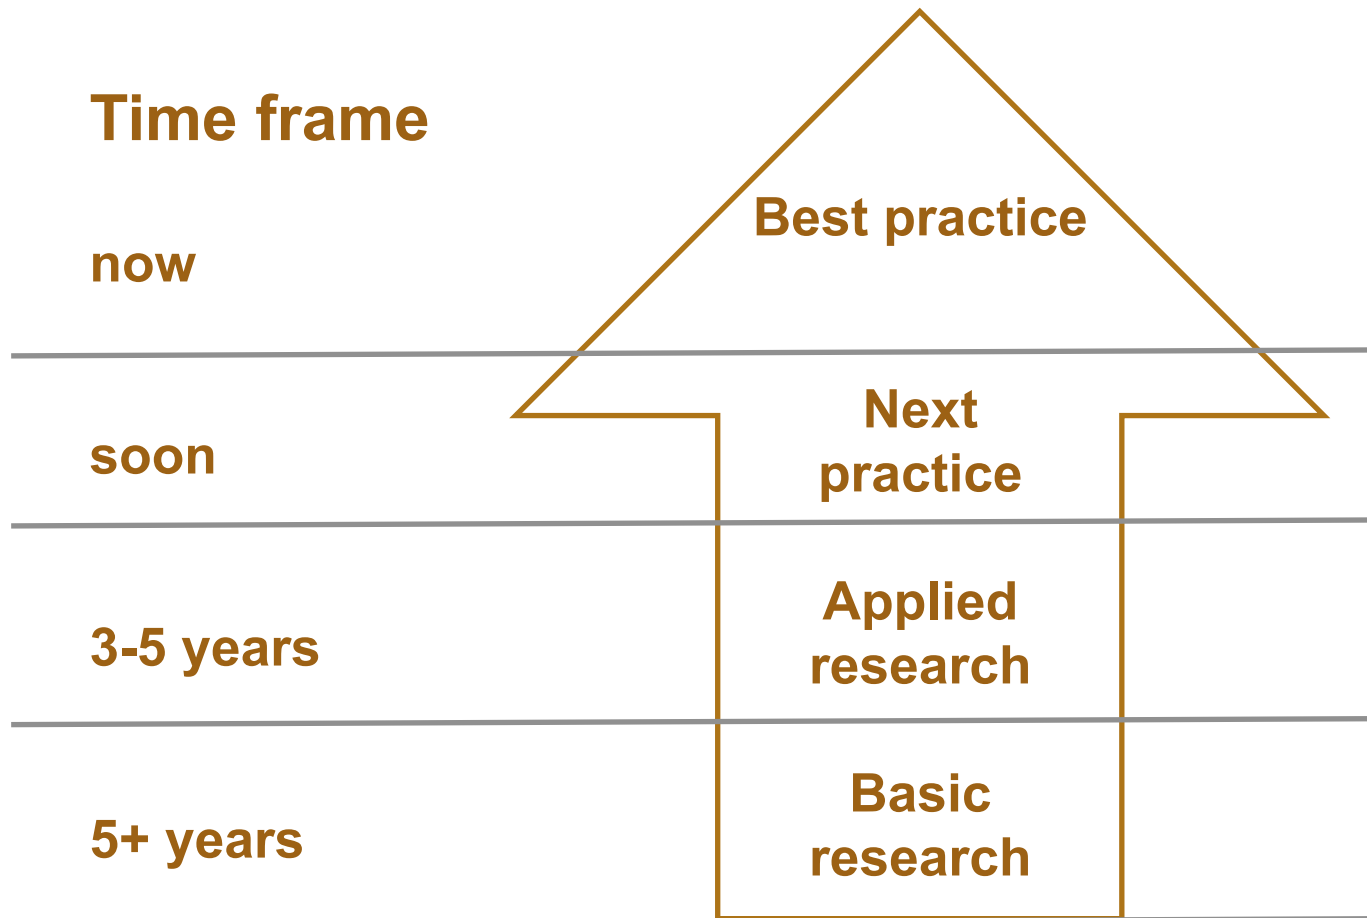 Time frame
now
Best practice
soon
Next
practice
3-5 years
Applied
research
5+ years
Basic
research